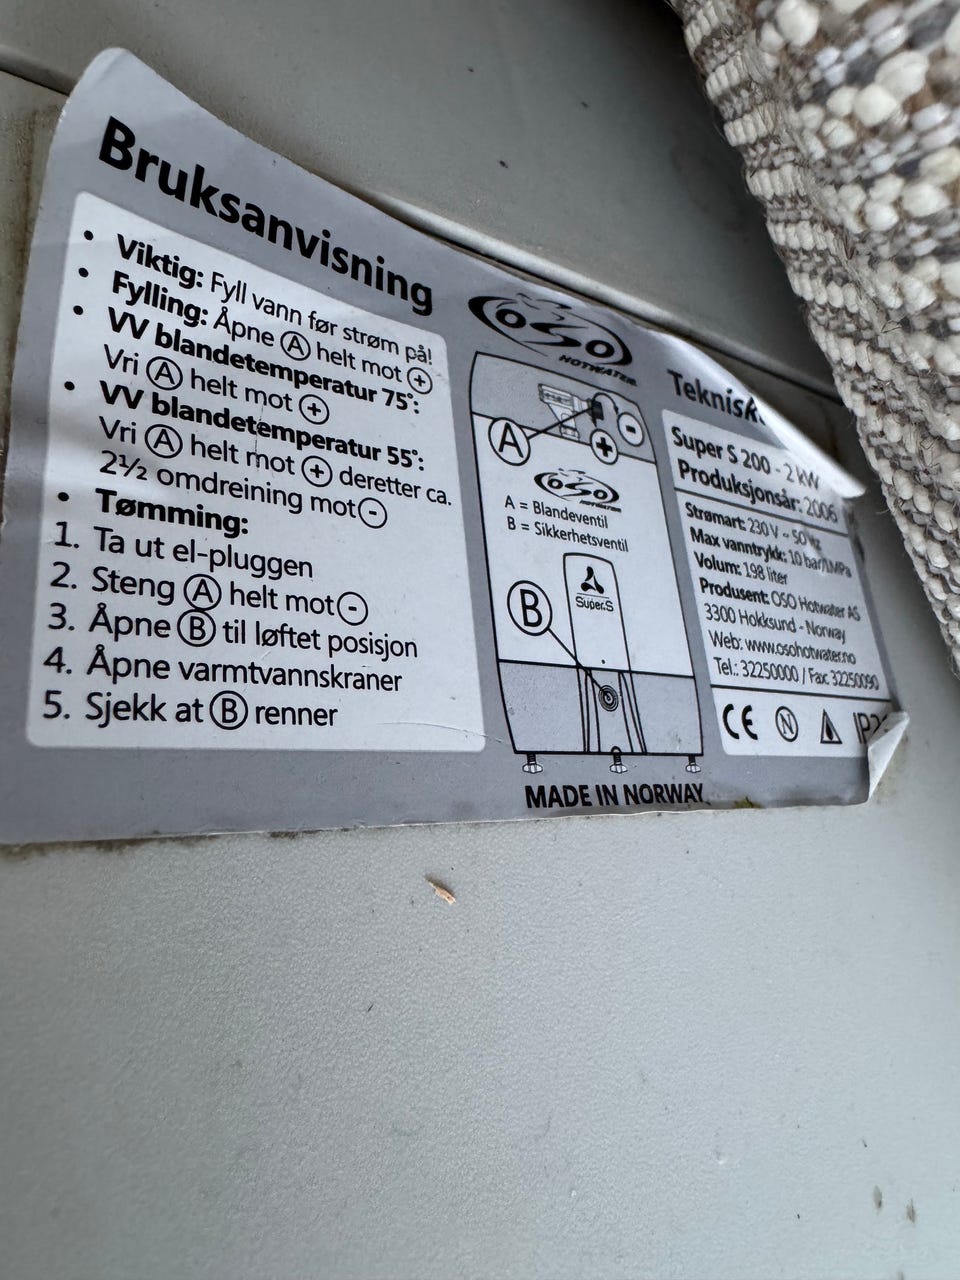 Bruksanvisning
• Viktig: Fyll vann før strøm på!
• Fylling: Åpne Ⓐ helt mot ⊕
• VV blandetemperatur 75°:
Vri Ⓐ helt mot ⊕
• VV blandetemperatur 55°:
Vri Ⓐ helt mot ⊕ deretter ca.
2½ omdreining mot ⊖
• Tømming:
1. Ta ut el-pluggen
2. Steng Ⓐ helt mot ⊖
3. Åpne Ⓑ til løftet posisjon
4. Åpne varmtvannskraner
5. Sjekk at Ⓑ renner
OSO
HOTWATER
Ⓐ
+
-
OSO
HOTWATER
A = Blandeventil
B = Sikkerhetsventil
Ⓑ
Super.S
MADE IN NORWAY
Teknisk
Super S 200 - 2 kW
Produksjonsår: 2006
Strømart: 230 V ~ 50 Hz
Max vanntrykk: 10 bar/1MPa
Volum: 198 liter
Produsent: OSO Hotwater AS
3300 Hokksund - Norway
Web: www.osohotwater.no
Tel.: 32250000 / Fax: 32250090
CE N IP2